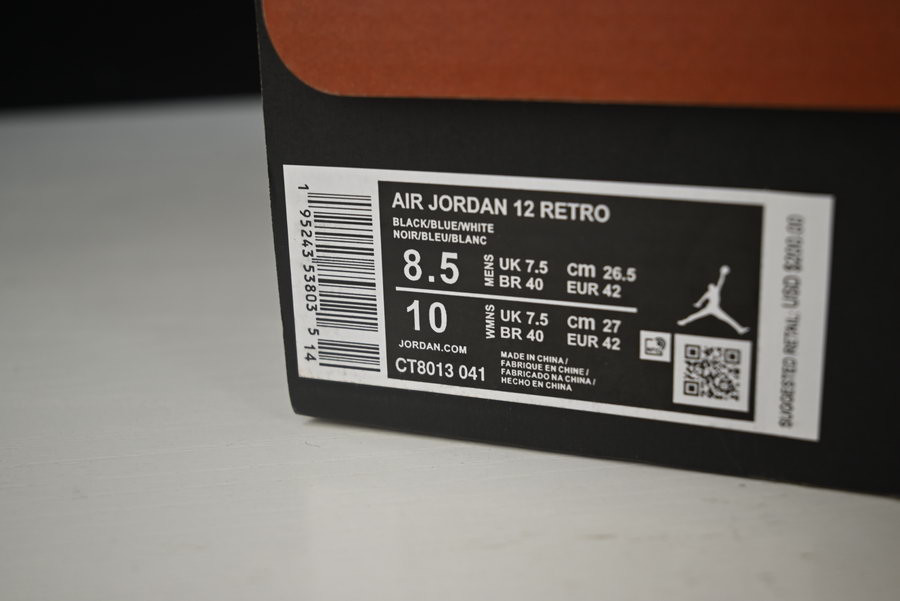 AIR JORDAN 12 RETRO
BLACK/BLUE/WHITE
NOIR/BLEU/BLANC
8.5 MENS UK 7.5 cm 26.5
BR 40 EUR 42
10 WMNS UK 7.5 cm 27
BR 40 EUR 42
JORDAN.COM
CT8013 041
MADE IN CHINA /
FABRIQUE EN CHINE /
FABRICADO NA CHINA /
HECHO EN CHINA
1 95243 53803 5 14
SUGGESTED RETAIL USD $200.00